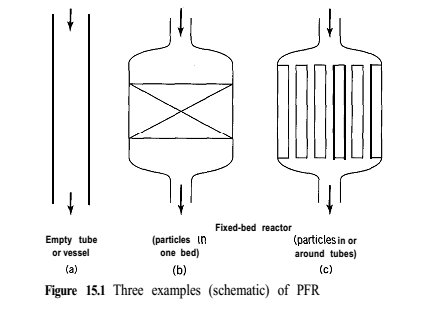 Fixed-bed reactor
Empty tube
or vessel
(a)
(particles in
one bed)
(b)
(particles in or
around tubes)
(c)
Figure 15.1 Three examples (schematic) of PFR